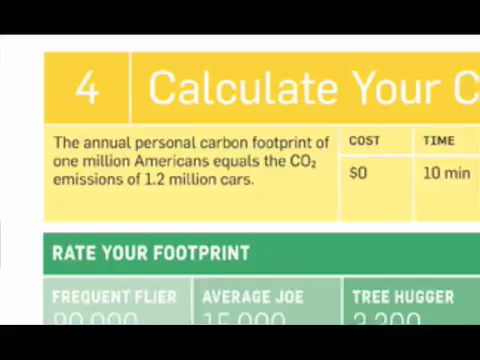 4 Calculate Your C
The annual personal carbon footprint of
one million Americans equals the CO₂
emissions of 1.2 million cars.
COST TIME
$0 10 min
RATE YOUR FOOTPRINT
FREQUENT FLIER AVERAGE JOE TREE HUGGER